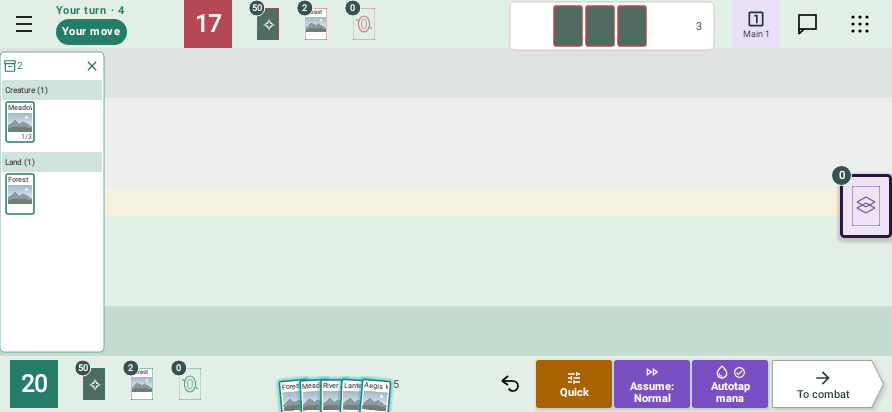 Your turn · 4
Your move
17
50
2
0
3
1
Main 1
2
Creature (1)
1/3
Land (1)
Forest
0
20
50
2
0
River
5
Quick
Assume:
Normal
Autotap
mana
To combat